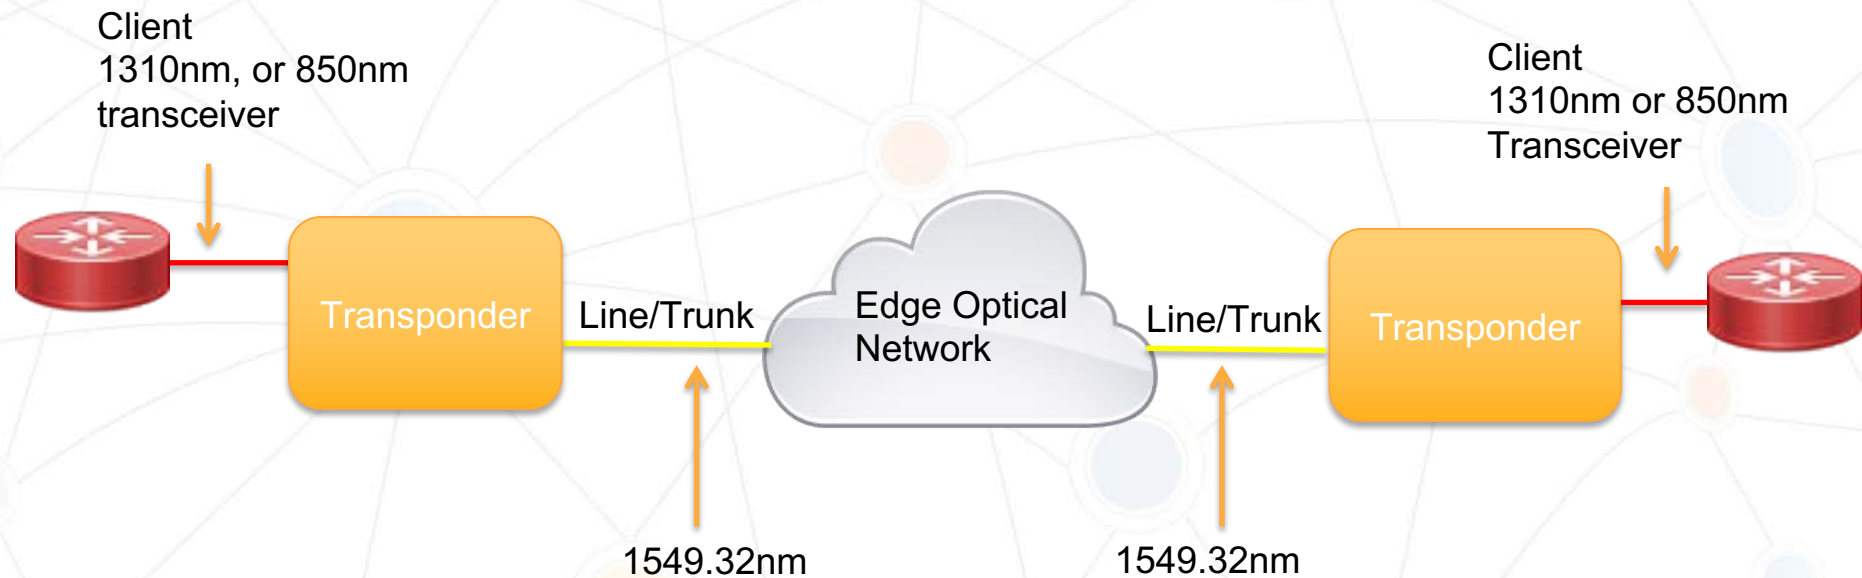 Client
1310nm, or 850nm
transceiver
Client
1310nm or 850nm
Transceiver
Transponder
Line/Trunk
Edge Optical
Network
Line/Trunk
Transponder
1549.32nm
1549.32nm